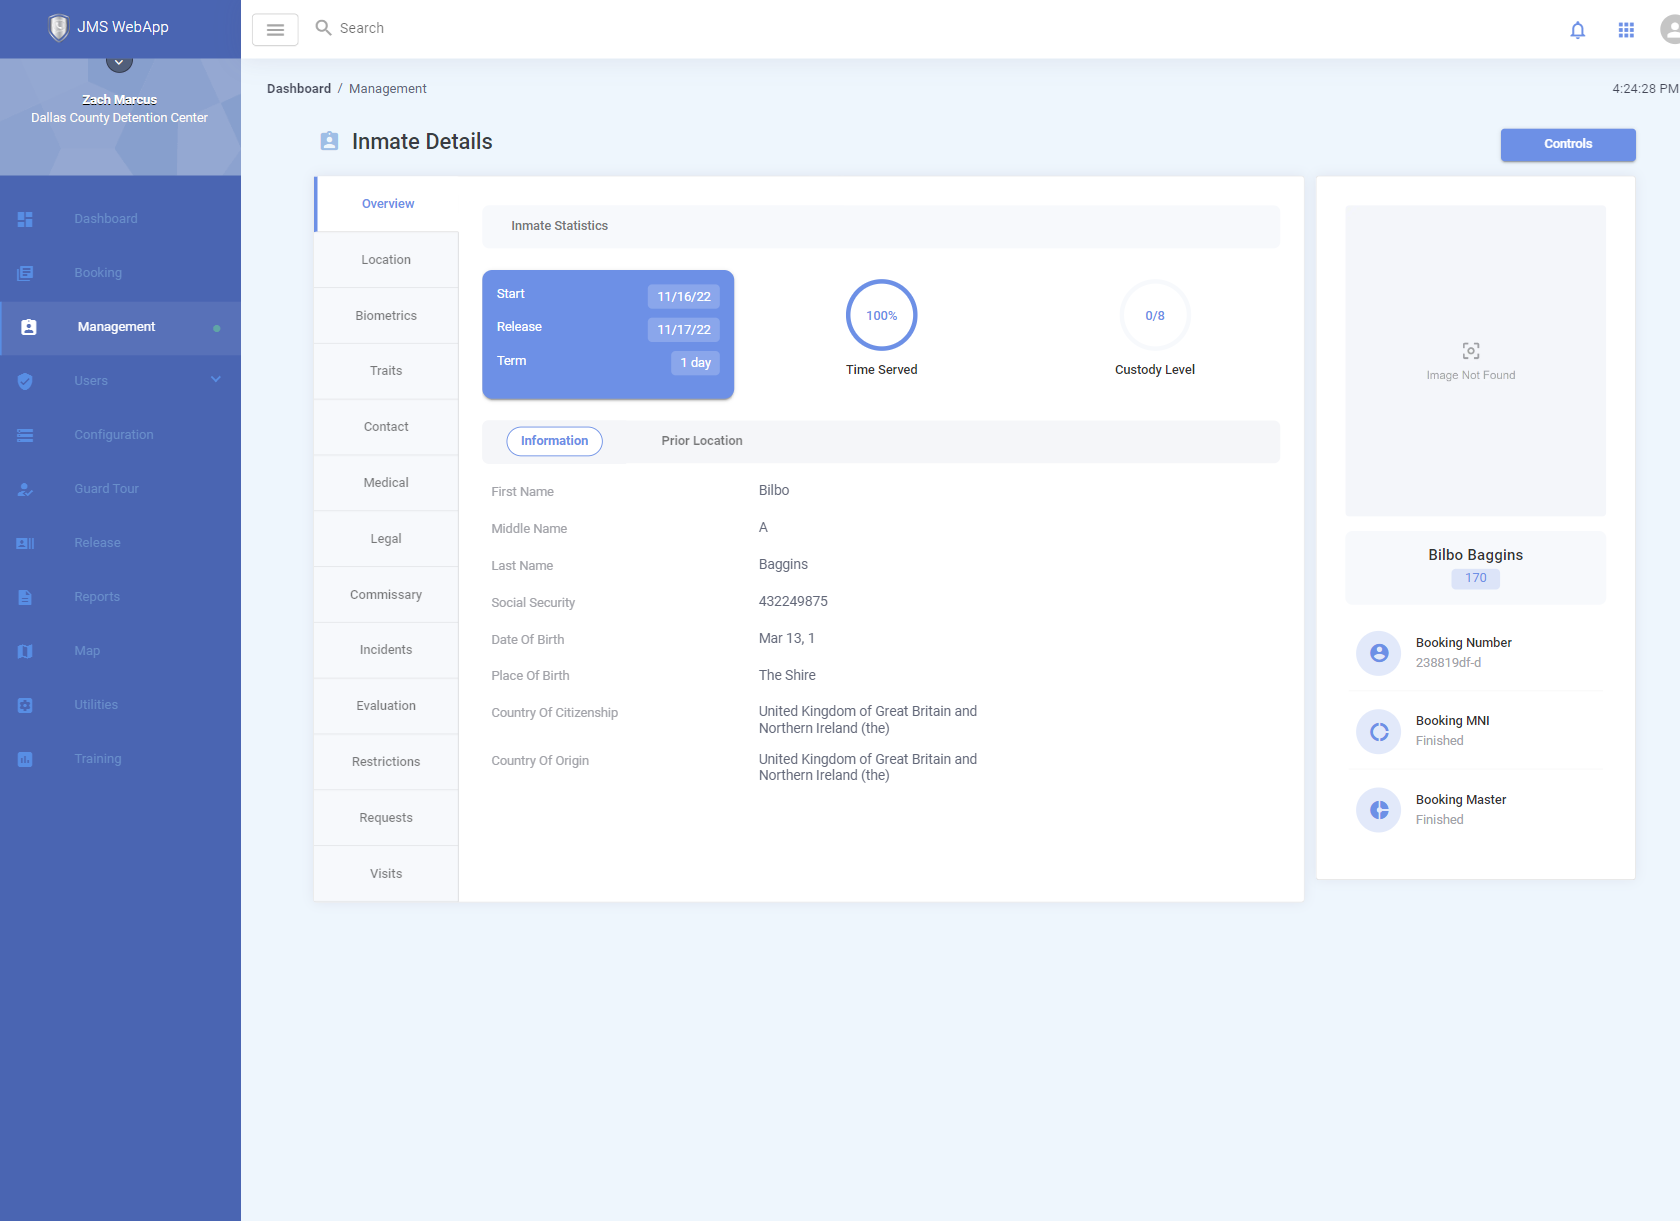 JMS WebApp
Search
Zach Marcus
Dallas County Detention Center
Dashboard
Booking
Management
Users
Configuration
Guard Tour
Release
Reports
Map
Utilities
Training
Dashboard / Management
4:24:28 PM
Inmate Details
Controls
Overview
Location
Biometrics
Traits
Contact
Medical
Legal
Commissary
Incidents
Evaluation
Restrictions
Requests
Visits
Inmate Statistics
Start 11/16/22
Release 11/17/22
Term 1 day
100%
Time Served
0/8
Custody Level
Information
Prior Location
First Name Bilbo
Middle Name A
Last Name Baggins
Social Security 432249875
Date Of Birth Mar 13, 1
Place Of Birth The Shire
Country Of Citizenship United Kingdom of Great Britain and
Northern Ireland (the)
Country Of Origin United Kingdom of Great Britain and
Northern Ireland (the)
Image Not Found
Bilbo Baggins
170
Booking Number
238819df-d
Booking MNI
Finished
Booking Master
Finished